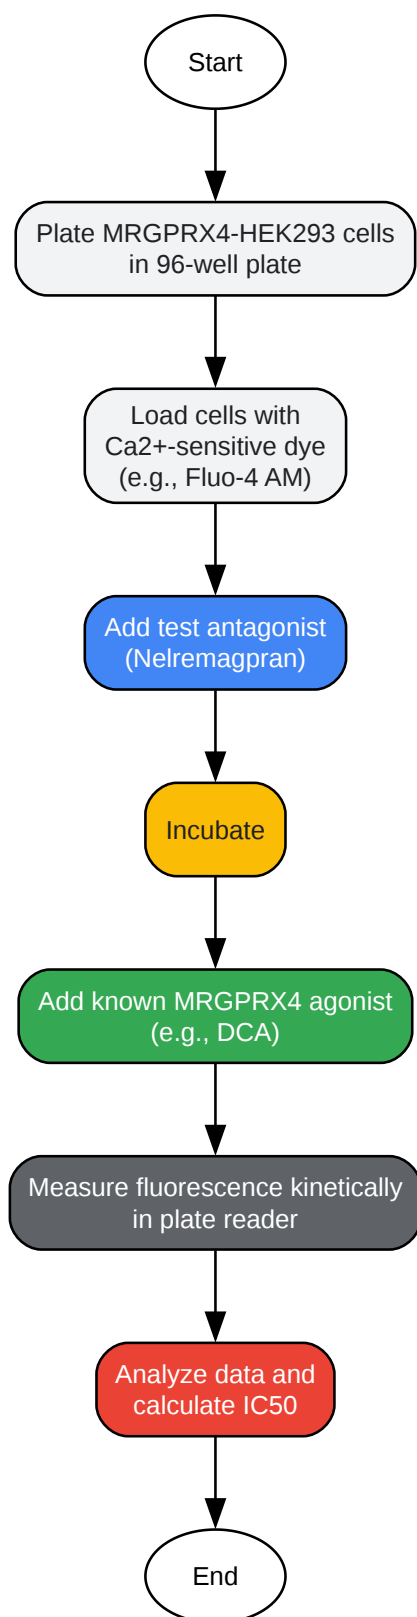 Start
Plate MRGPRX4-HEK293 cells
in 96-well plate
Load cells with
Ca2+-sensitive dye
(e.g., Fluo-4 AM)
Add test antagonist
(Nelremagpran)
Incubate
Add known MRGPRX4 agonist
(e.g., DCA)
Measure fluorescence kinetically
in plate reader
Analyze data and
calculate IC50
End